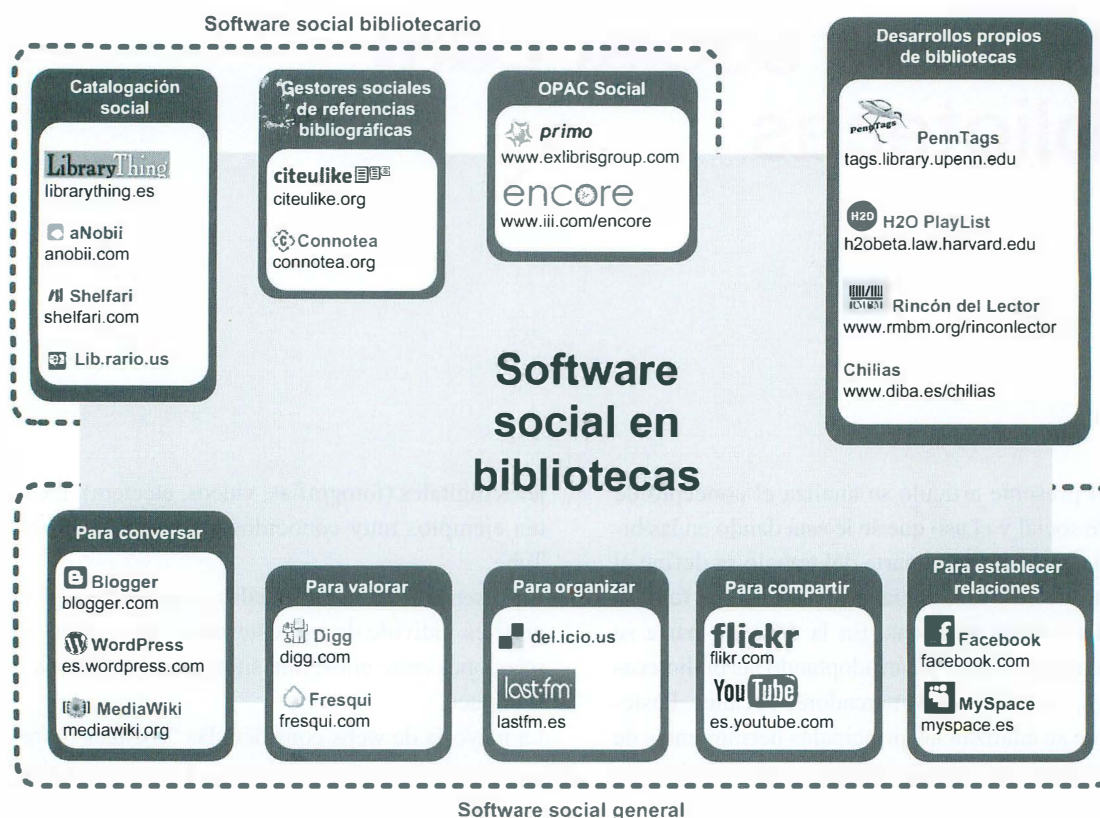 Software social bibliotecario
Catalogación
social
LibraryThing
librarything.es
aNobii
anobii.com
Shelfari
shelfari.com
Lib.rario.us
Gestores sociales
de referencias
bibliográficas
citeulike
citeulike.org
Connotea
connotea.org
OPAC Social
primo
www.exlibrisgroup.com
encore
www.iii.com/encore
Desarrollos propios
de bibliotecas
PennTags
PennTags
tags.library.upenn.edu
H2O
H2O PlayList
h2obeta.law.harvard.edu
Rincón del Lector
www.rmbm.org/rinconlector
Chilias
www.diba.es/chilias
Software
social en
bibliotecas
Para conversar
Blogger
blogger.com
WordPress
es.wordpress.com
MediaWiki
mediawiki.org
Para valorar
Digg
digg.com
Fresqui
fresqui.com
Para organizar
del.icio.us
last·fm
lastfm.es
Para compartir
flickr
flikr.com
YouTube
es.youtube.com
Para establecer
relaciones
Facebook
facebook.com
MySpace
myspace.es
Software social general